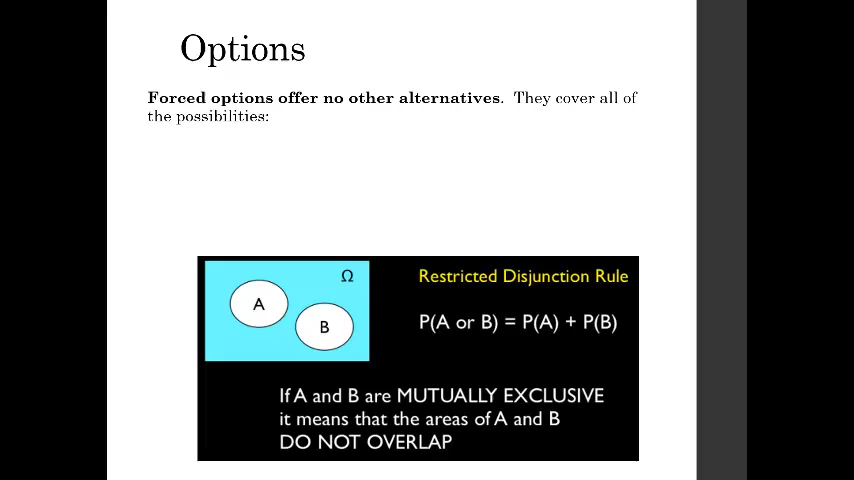 Options
Forced options offer no other alternatives. They cover all of
the possibilities:
Ω
A
B
Restricted Disjunction Rule
P(A or B) = P(A) + P(B)
If A and B are MUTUALLY EXCLUSIVE
it means that the areas of A and B
DO NOT OVERLAP